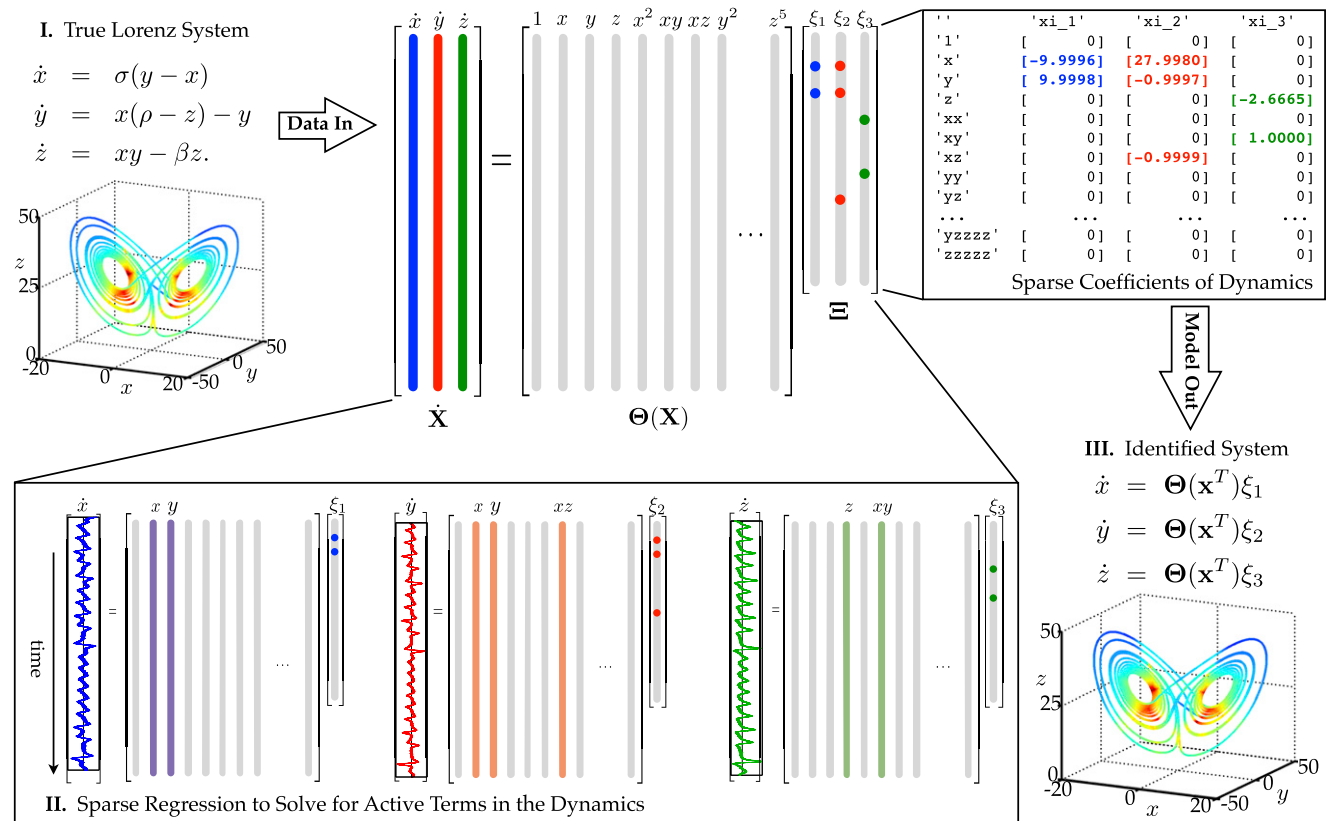 I. True Lorenz System
ẋ = σ(y − x)
ẏ = x(ρ − z) − y
ż = xy − βz.
Data In
50
z
25
0
-20
0
x
20
-50
0
y
50
ẋ ẏ ż
Ẋ
=
1 x y z x² xy xz y² z⁵
...
Θ(X)
ξ₁ ξ₂ ξ₃
Ξ
'' 'xi_1' 'xi_2' 'xi_3'
'1' [ 0] [ 0] [ 0]
'x' [-9.9996] [27.9980] [ 0]
'y' [ 9.9998] [-0.9997] [ 0]
'z' [ 0] [ 0] [-2.6665]
'xx' [ 0] [ 0] [ 0]
'xy' [ 0] [ 0] [ 1.0000]
'xz' [ 0] [-0.9999] [ 0]
'yy' [ 0] [ 0] [ 0]
'yz' [ 0] [ 0] [ 0]
... ... ... ...
'yzzzz' [ 0] [ 0] [ 0]
'zzzzz' [ 0] [ 0] [ 0]
Sparse Coefficients of Dynamics
Model Out
III. Identified System
ẋ = Θ(xᵀ)ξ₁
ẏ = Θ(xᵀ)ξ₂
ż = Θ(xᵀ)ξ₃
50
z
25
0
-20
0
x
20
-50
0
y
50
time
ẋ = x y ... ξ₁
ẏ = x y xz ... ξ₂
ż = z xy ... ξ₃
II. Sparse Regression to Solve for Active Terms in the Dynamics